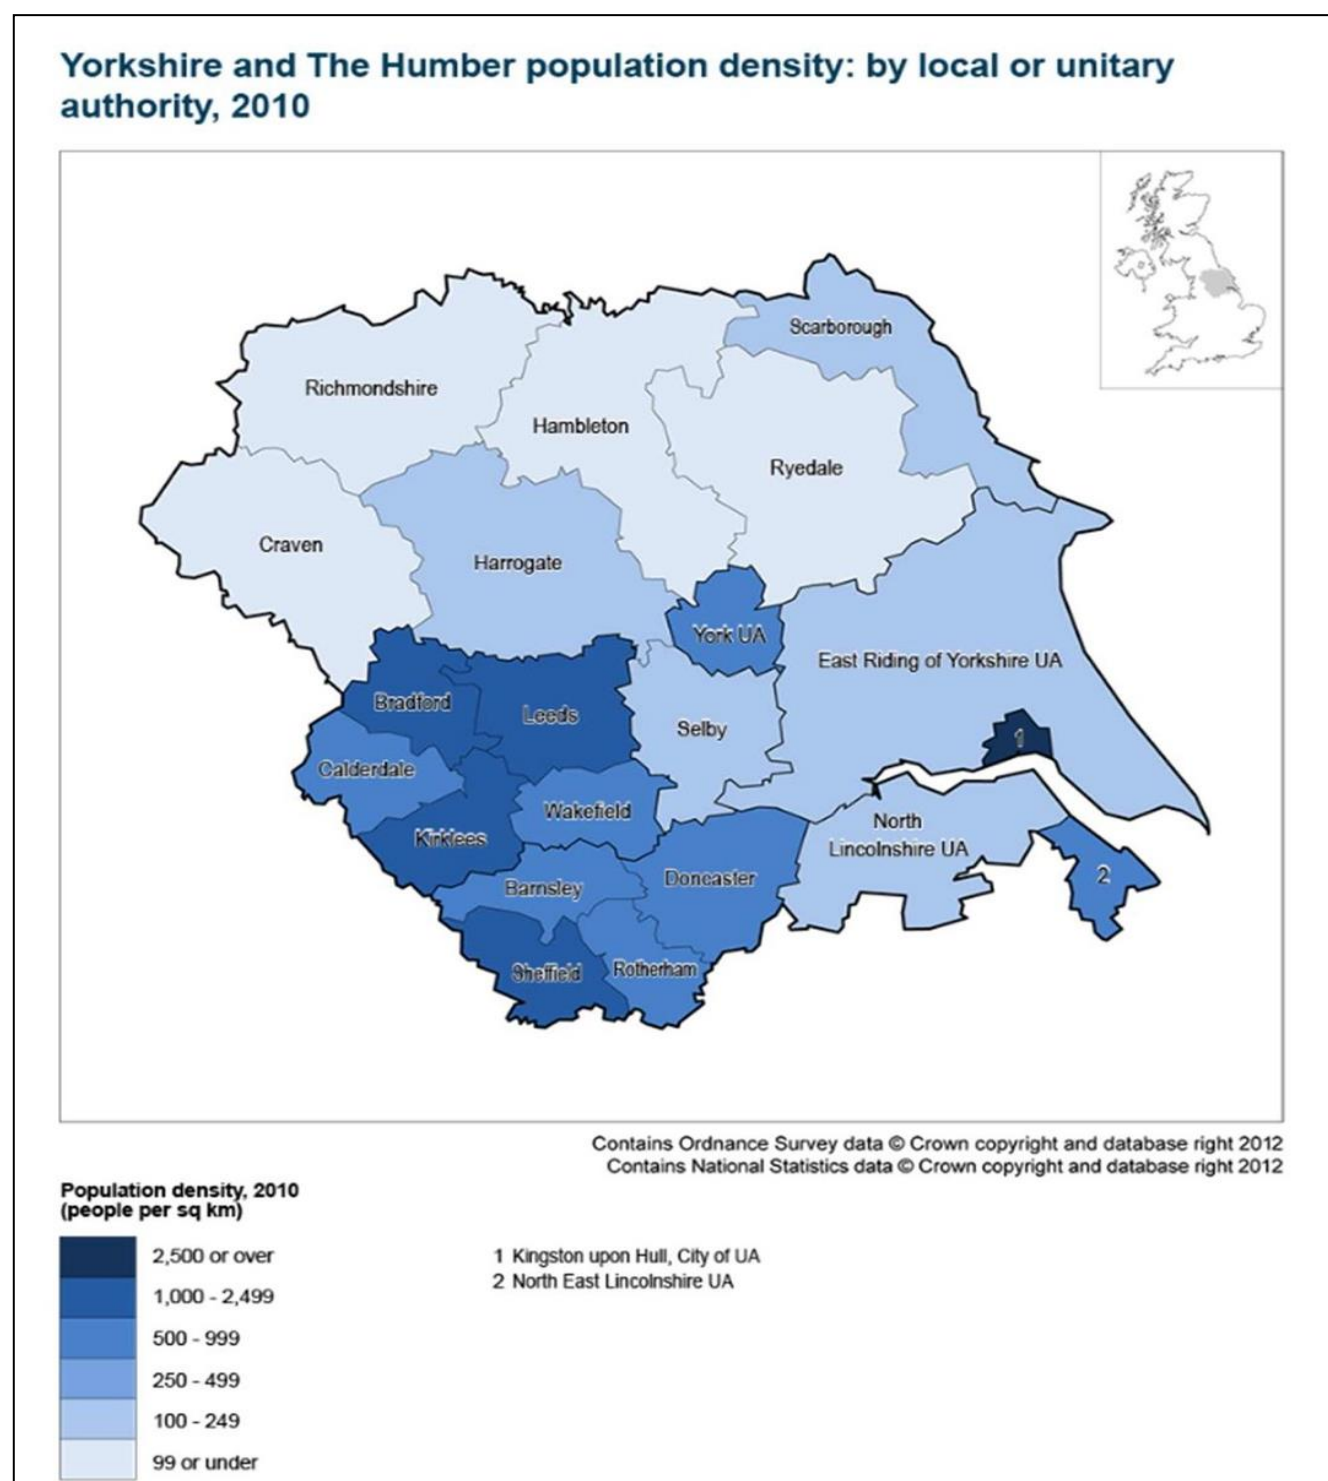 Yorkshire and The Humber population density: by local or unitary
authority, 2010
Scarborough
Richmondshire
Hambleton
Ryedale
Craven
Harrogate
York UA
East Riding of Yorkshire UA
Bradford
Leeds
Selby
1
Calderdale
Wakefield
North
Lincolnshire UA
Kirklees
Barnsley
Doncaster
2
Sheffield
Rotherham
Contains Ordnance Survey data © Crown copyright and database right 2012
Contains National Statistics data © Crown copyright and database right 2012
Population density, 2010
(people per sq km)
2,500 or over
1,000 - 2,499
500 - 999
250 - 499
100 - 249
99 or under
1 Kingston upon Hull, City of UA
2 North East Lincolnshire UA